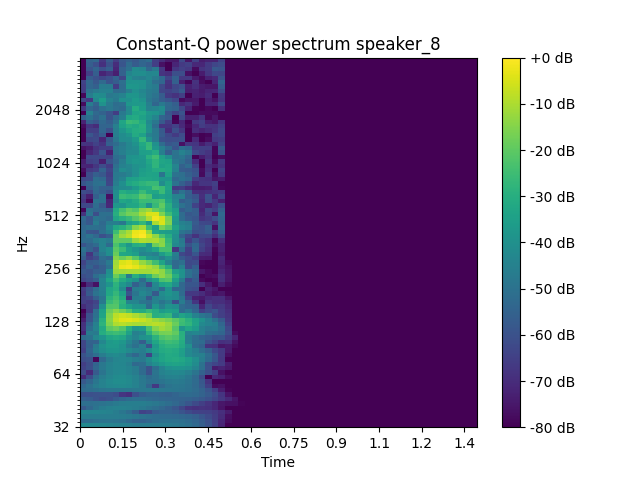 Constant-Q power spectrum speaker_8
+0 dB
-10 dB
-20 dB
-30 dB
-40 dB
-50 dB
-60 dB
-70 dB
-80 dB
Hz
2048
1024
512
256
128
64
32
0 0.15 0.3 0.45 0.6 0.75 0.9 1.1 1.2 1.4
Time